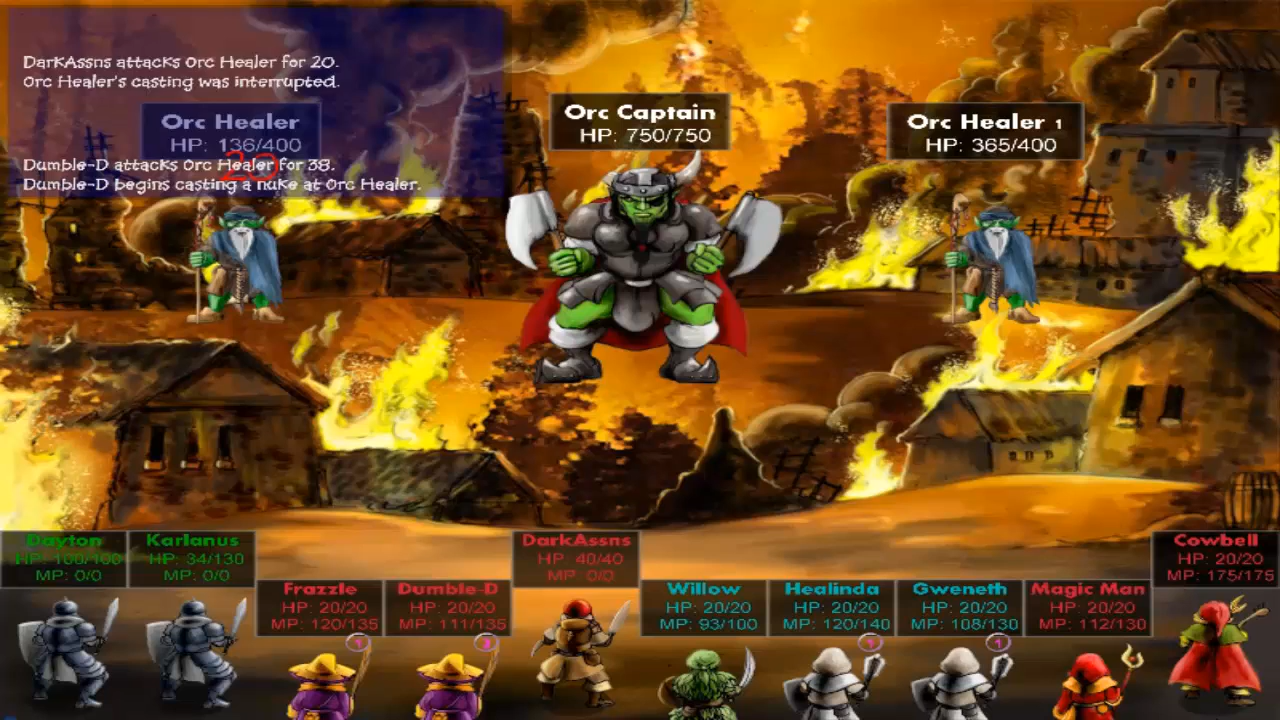 DarkAssns attacks Orc Healer for 20.
Orc Healer's casting was interrupted.
Orc Healer
HP: 136/400
Dumble-D attacks Orc Healer for 38.
20
Dumble-D begins casting a nuke at Orc Healer.
Orc Captain
HP: 750/750
Orc Healer 1
HP: 365/400
Dayton
HP: 100/100
MP: 0/0
Karlanus
HP: 34/130
MP: 0/0
Frazzle
HP: 20/20
MP: 120/135
1
Dumble-D
HP: 20/20
MP: 111/135
3
DarkAssns
HP: 40/40
MP: 0/0
Willow
HP: 20/20
MP: 93/100
Healinda
HP: 20/20
MP: 120/140
1
Gweneth
HP: 20/20
MP: 108/130
1
Magic Man
HP: 20/20
MP: 112/130
Cowbell
HP: 20/20
MP: 175/175